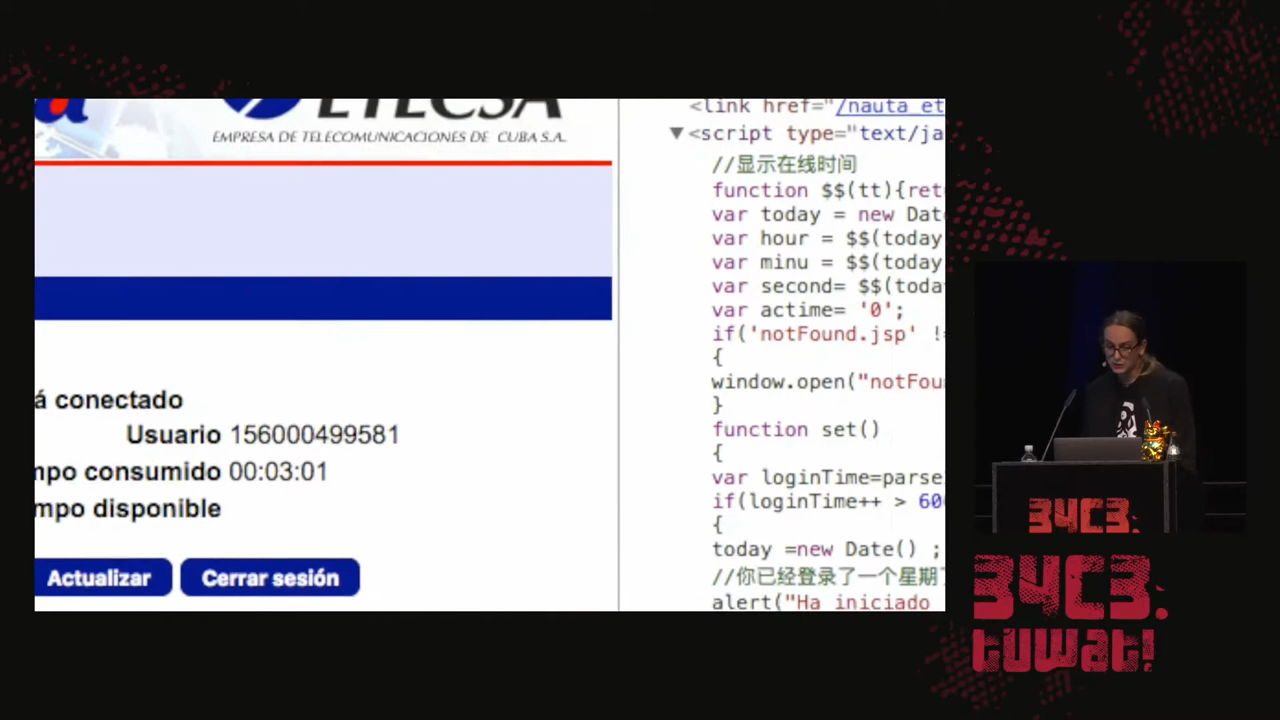 ETECSA
EMPRESA DE TELECOMUNICACIONES DE CUBA S.A.
á conectado
Usuario 156000499581
mpo consumido 00:03:01
mpo disponible
Actualizar
Cerrar sesión
<link href="/nauta_et
▼<script type="text/ja
//显示在线时间
function $$(tt){ret
var today = new Dat
var hour = $$(today
var minu = $$(today
var second= $$(toda
var actime= '0';
if('notFound.jsp' !=
{
window.open("notFou
}
function set()
{
var loginTime=parse
if(loginTime++ > 60
{
today =new Date() ;
//你已经登录了一个星期了
alert("Ha iniciado
34C3.
34C3.
tuwat!